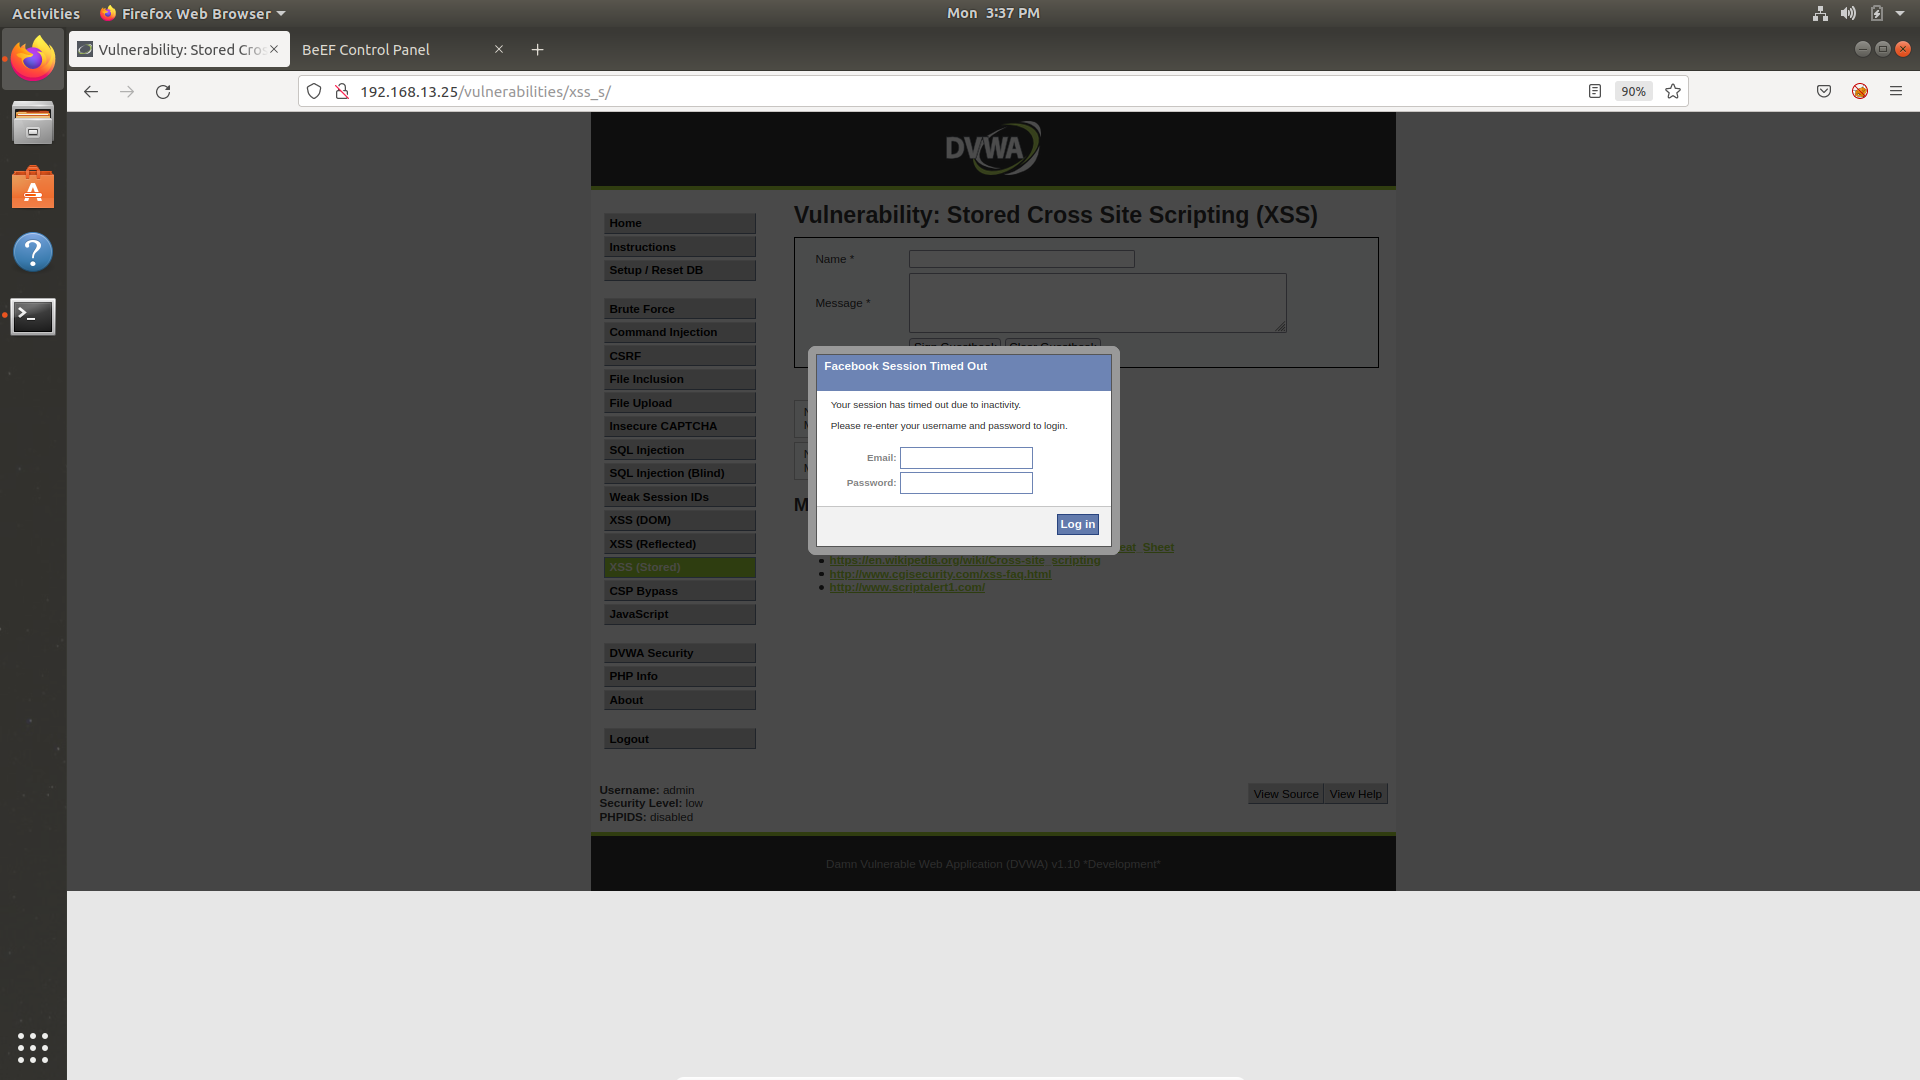 Activities
Firefox Web Browser
Mon 3:37 PM
Vulnerability: Stored Cros
BeEF Control Panel
192.168.13.25/vulnerabilities/xss_s/
90%
DVWA
Home
Instructions
Setup / Reset DB
Brute Force
Command Injection
CSRF
File Inclusion
File Upload
Insecure CAPTCHA
SQL Injection
SQL Injection (Blind)
Weak Session IDs
XSS (DOM)
XSS (Reflected)
XSS (Stored)
CSP Bypass
JavaScript
DVWA Security
PHP Info
About
Logout
Vulnerability: Stored Cross Site Scripting (XSS)
Name *
Message *
Sign Guestbook Clear Guestbook
Facebook Session Timed Out
Your session has timed out due to inactivity.
Please re-enter your username and password to login.
Email:
Password:
Log in
M
eat_Sheet
https://en.wikipedia.org/wiki/Cross-site_scripting
http://www.cgisecurity.com/xss-faq.html
http://www.scriptalert1.com/
Username: admin
Security Level: low
PHPIDS: disabled
View Source View Help
Damn Vulnerable Web Application (DVWA) v1.10 *Development*